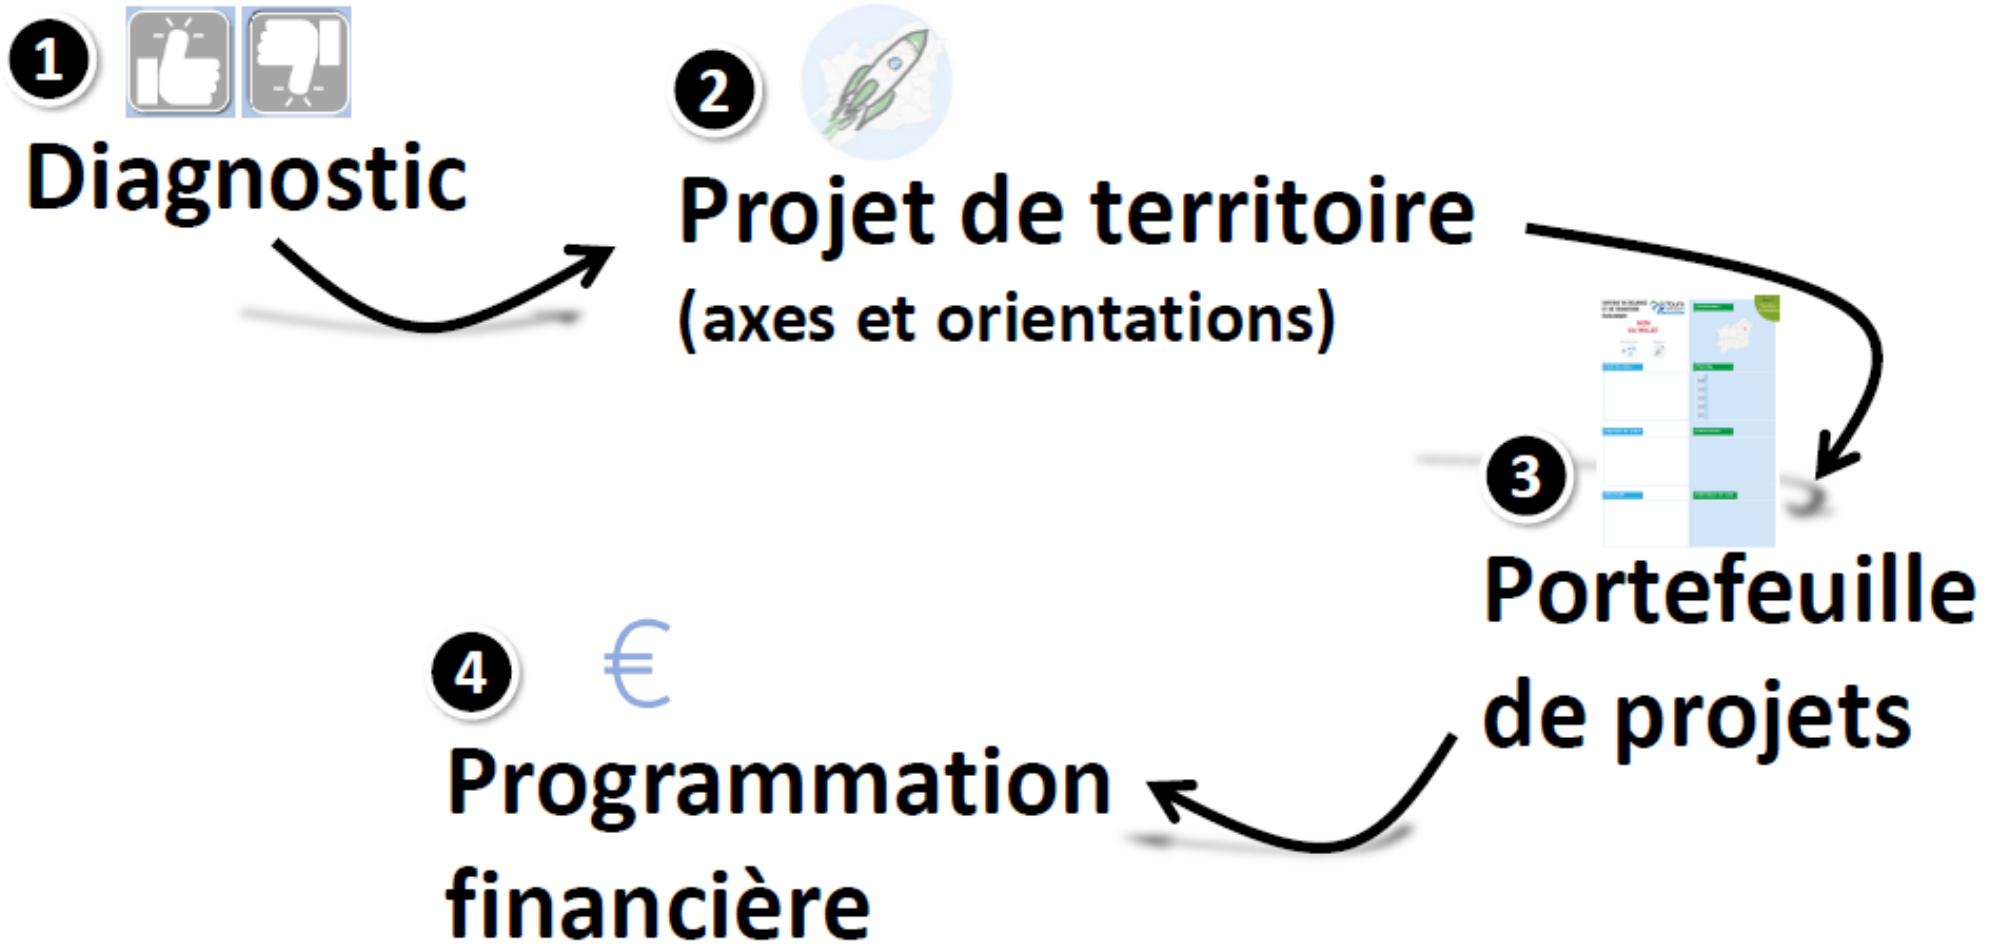 1
Diagnostic
2
Projet de territoire
(axes et orientations)
3
Portefeuille
de projets
4
€
Programmation
financière